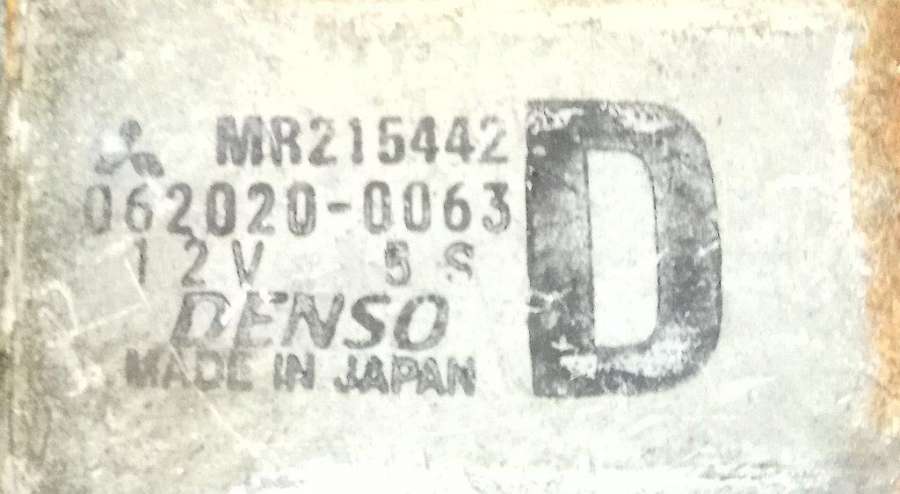 MR215442
062020-0063
12V 5S
DENSO
MADE IN JAPAN
D